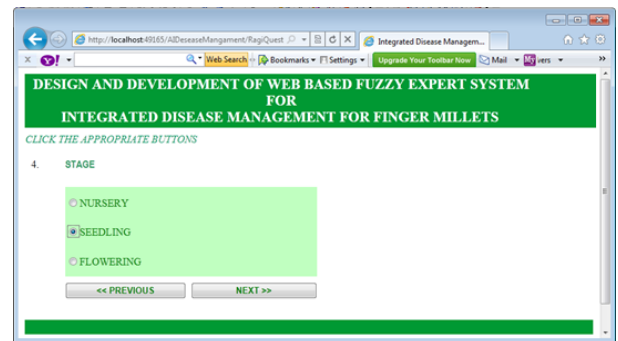 http://localhost:49165/AIDeseaseMangament/RagiQuest
Integrated Disease Managem...
Web Search
Bookmarks
Settings
Upgrade Your Toolbar Now
Mail
My
vers
DESIGN AND DEVELOPMENT OF WEB BASED FUZZY EXPERT SYSTEM
FOR
INTEGRATED DISEASE MANAGEMENT FOR FINGER MILLETS
CLICK THE APPROPRIATE BUTTONS
4. STAGE
NURSERY
SEEDLING
FLOWERING
<< PREVIOUS NEXT >>